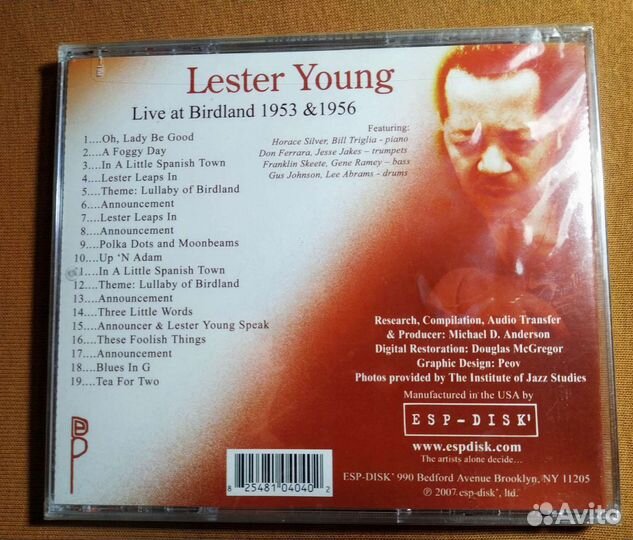 Lester Young
Live at Birdland 1953 &1956
1....Oh, Lady Be Good
2....A Foggy Day
3....In A Little Spanish Town
4....Lester Leaps In
5....Theme: Lullaby of Birdland
6....Announcement
7....Lester Leaps In
8....Announcement
9....Polka Dots and Moonbeams
10....Up ‘N Adam
11....In A Little Spanish Town
12....Theme: Lullaby of Birdland
13....Announcement
14....Three Little Words
15....Announcer & Lester Young Speak
16....These Foolish Things
17....Announcement
18....Blues In G
19....Tea For Two
Featuring:
Horace Silver, Bill Triglia - piano
Don Ferrara, Jesse Jakes – trumpets
Franklin Skeete, Gene Ramey – bass
Gus Johnson, Lee Abrams - drums
Research, Compilation, Audio Transfer
& Producer: Michael D. Anderson
Digital Restoration: Douglas McGregor
Graphic Design: Peov
Photos provided by The Institute of Jazz Studies
Manufactured in the USA by
ESP-DISK'
www.espdisk.com
The artists alone decide...
ESP-DISK' 990 Bedford Avenue Brooklyn, NY 11205
℗ 2007 esp-disk', ltd.
8 25481 04040 2
Avito